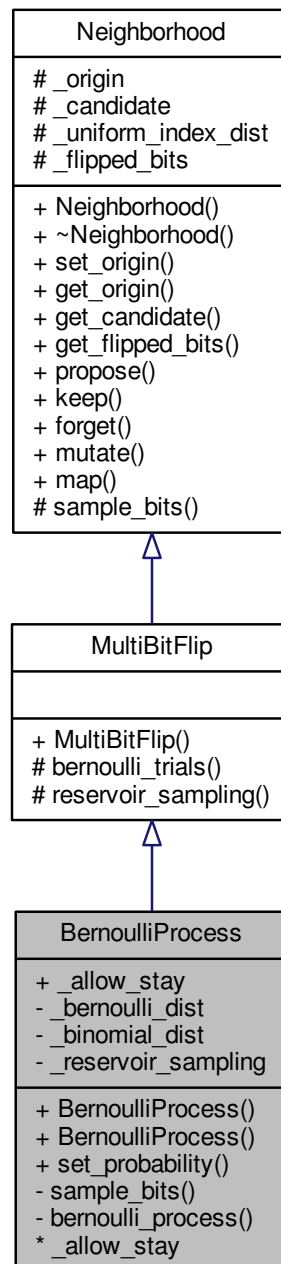 Neighborhood
# _origin
# _candidate
# _uniform_index_dist
# _flipped_bits
+ Neighborhood()
+ ~Neighborhood()
+ set_origin()
+ get_origin()
+ get_candidate()
+ get_flipped_bits()
+ propose()
+ keep()
+ forget()
+ mutate()
+ map()
# sample_bits()
MultiBitFlip
+ MultiBitFlip()
# bernoulli_trials()
# reservoir_sampling()
BernoulliProcess
+ _allow_stay
- _bernoulli_dist
- _binomial_dist
- _reservoir_sampling
+ BernoulliProcess()
+ BernoulliProcess()
+ set_probability()
- sample_bits()
- bernoulli_process()
* _allow_stay